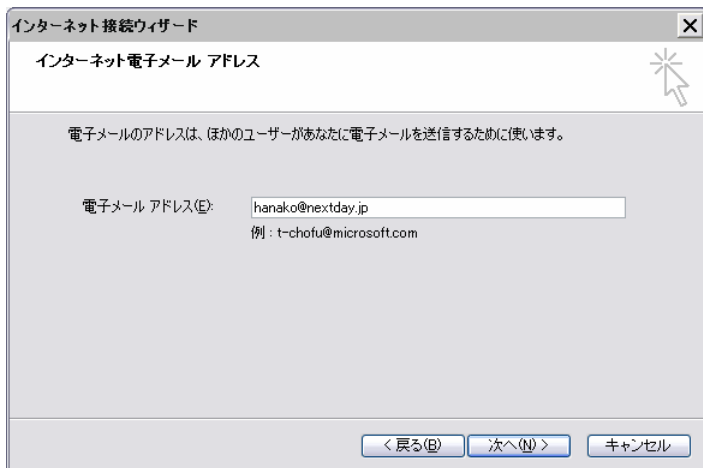 インターネット接続ウィザード
インターネット電子メール アドレス
電子メールのアドレスは、ほかのユーザーがあなたに電子メールを送信するために使います。
電子メール アドレス(E):
hanako@nextday.jp
例 : t-chofu@microsoft.com
< 戻る(B) 次へ(N) > キャンセル